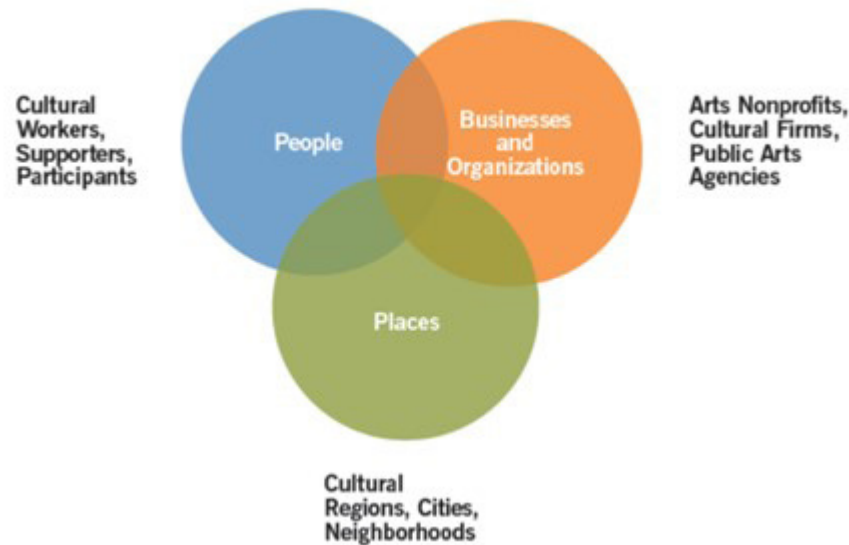 Cultural
Workers,
Supporters,
Participants
People
Businesses
and
Organizations
Arts Nonprofits,
Cultural Firms,
Public Arts
Agencies
Places
Cultural
Regions, Cities,
Neighborhoods